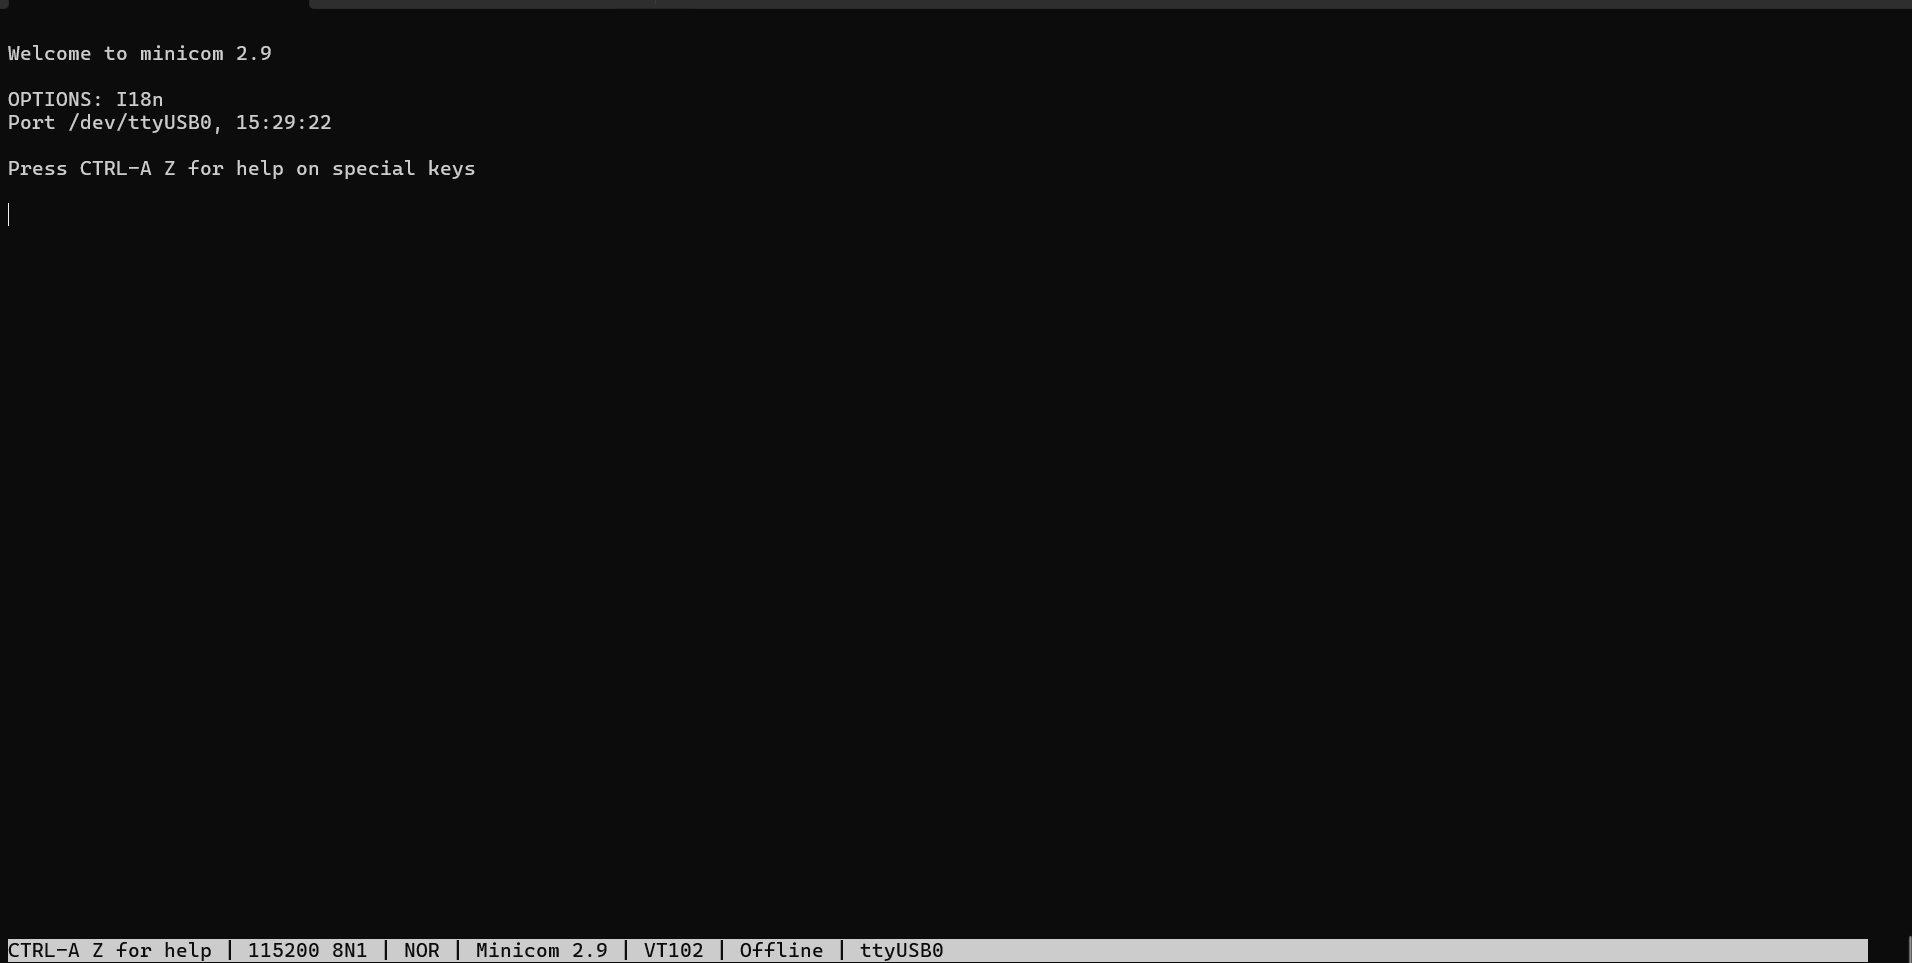 Welcome to minicom 2.9
OPTIONS: I18n
Port /dev/ttyUSB0, 15:29:22
Press CTRL-A Z for help on special keys
CTRL-A Z for help | 115200 8N1 | NOR | Minicom 2.9 | VT102 | Offline | ttyUSB0